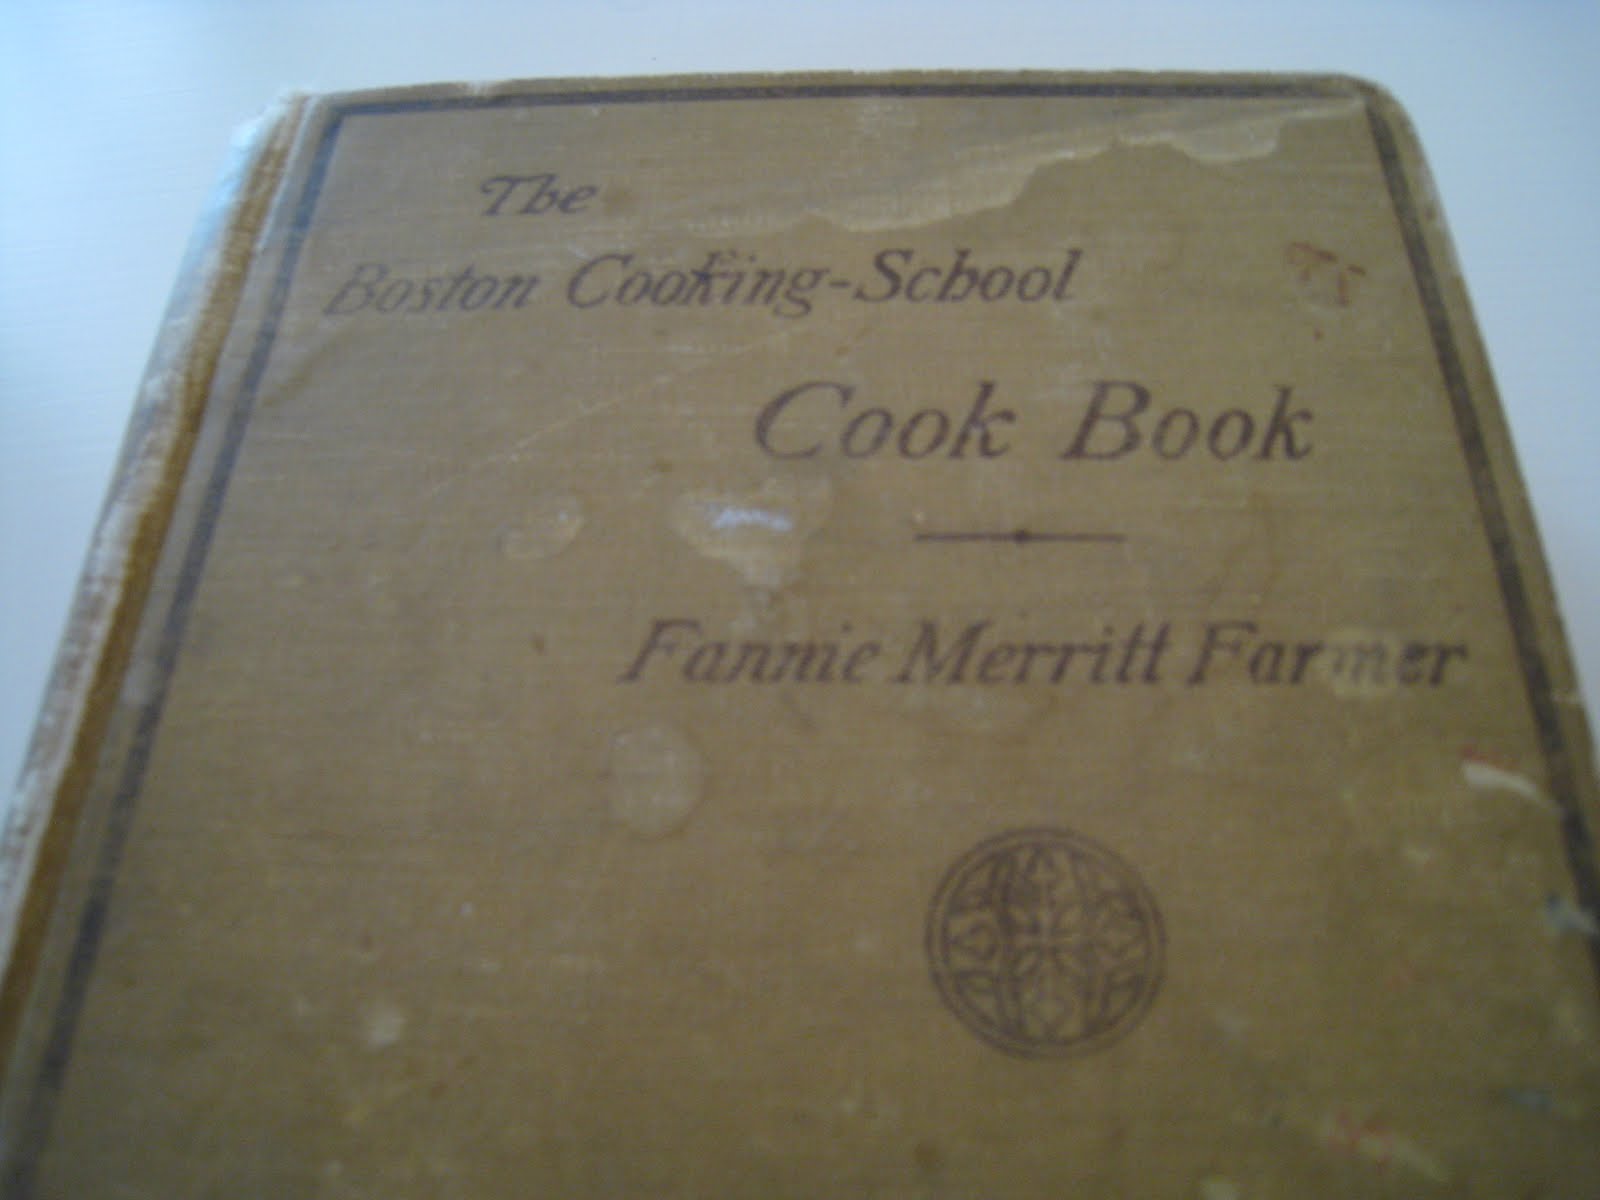 The
Boston Cooking-School
Cook Book
Fannie Merritt Farmer